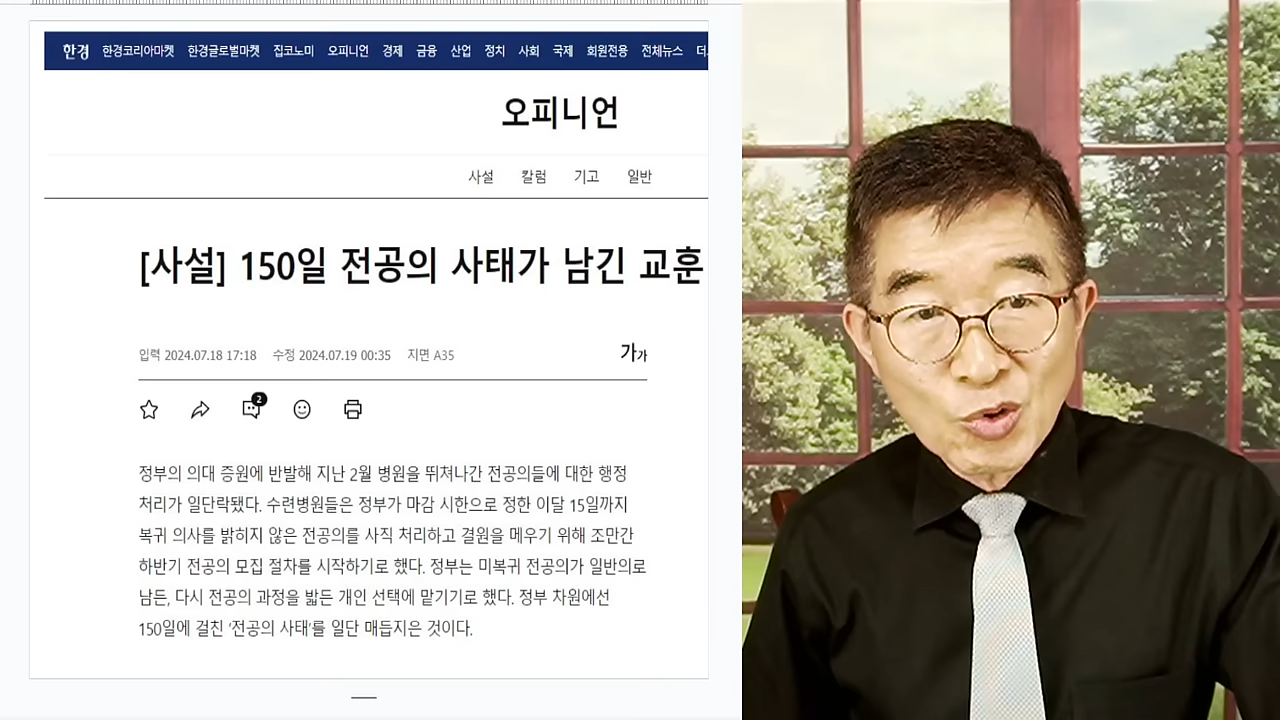 한경 한경코리아마켓 한경글로벌마켓 집코노미 오피니언 경제 금융 산업 정치 사회 국제 회원전용 전체뉴스 더
오피니언
사설 칼럼 기고 일반
[사설] 150일 전공의 사태가 남긴 교훈
입력 2024.07.18 17:18 수정 2024.07.19 00:35 지면 A35
가가
2
정부의 의대 증원에 반발해 지난 2월 병원을 뛰쳐나간 전공의들에 대한 행정
처리가 일단락됐다. 수련병원들은 정부가 마감 시한으로 정한 이달 15일까지
복귀 의사를 밝히지 않은 전공의를 사직 처리하고 결원을 메우기 위해 조만간
하반기 전공의 모집 절차를 시작하기로 했다. 정부는 미복귀 전공의가 일반의로
남든, 다시 전공의 과정을 밟든 개인 선택에 맡기기로 했다. 정부 차원에선
150일에 걸친 ‘전공의 사태’를 일단 매듭지은 것이다.